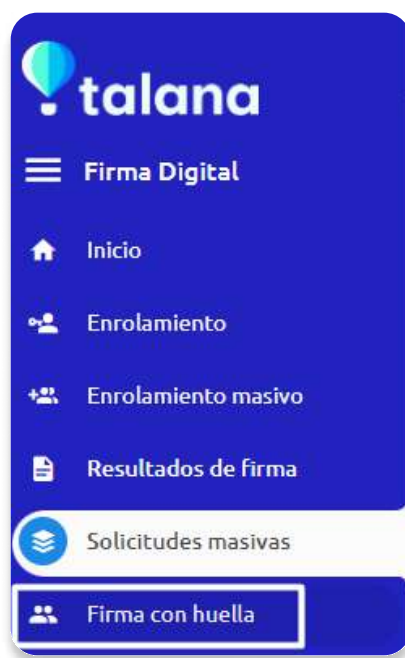 talana
Firma Digital
Inicio
Enrolamiento
Enrolamiento masivo
Resultados de firma
Solicitudes masivas
Firma con huella